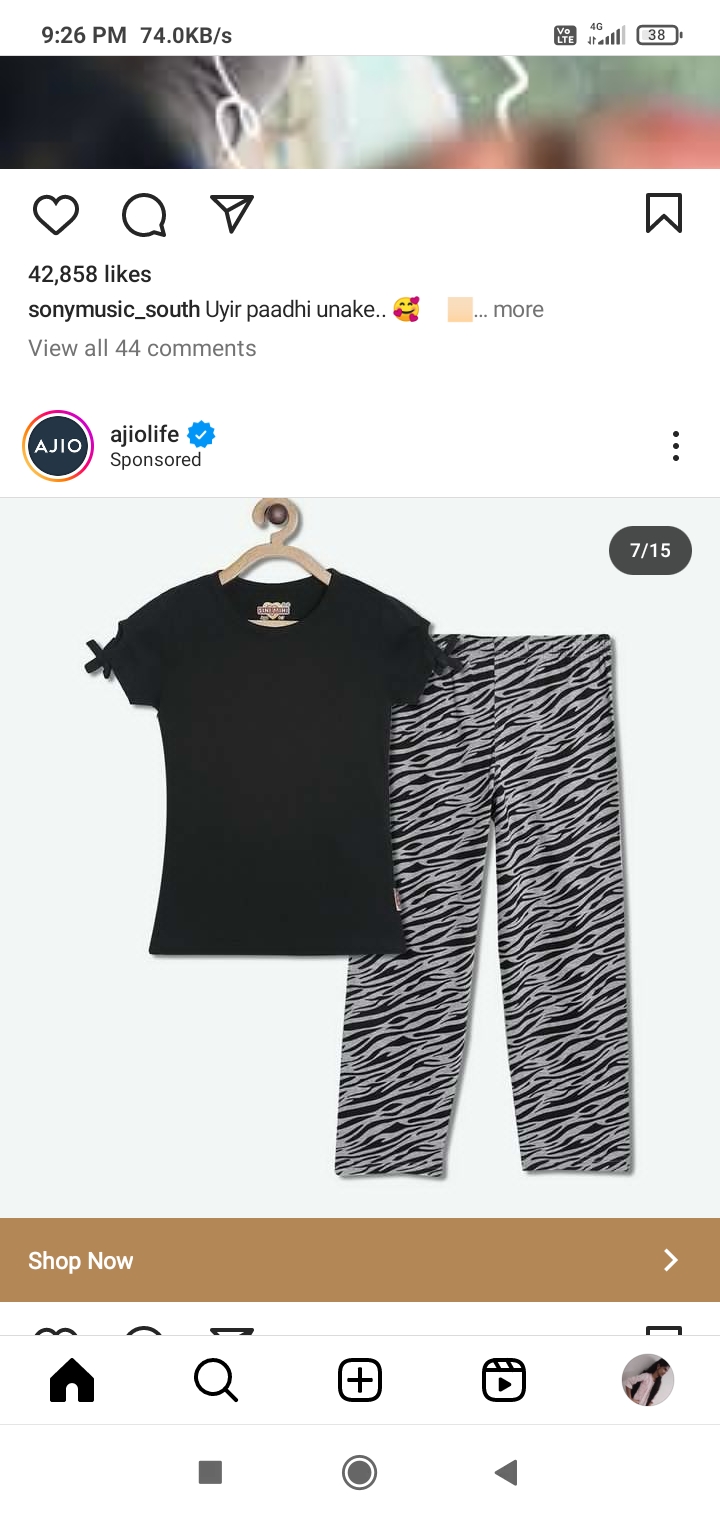 9:26 PM 74.0KB/s Vo LTE 4G 38
42,858 likes
sonymusic_south Uyir paadhi unake.. 🥰 ... more
View all 44 comments
AJIO
ajiolife
Sponsored
7/15
Shop Now